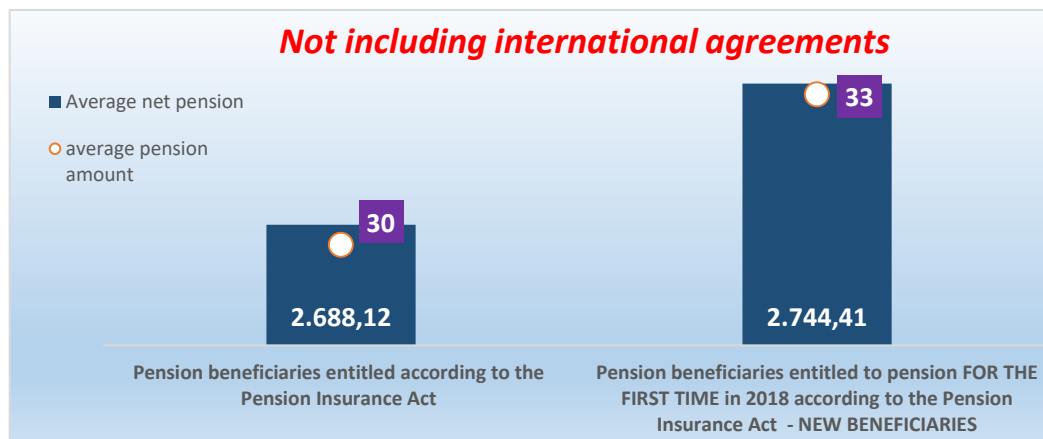 Not including international agreements
Average net pension
average pension
amount
33
30
2.688,12
2.744,41
Pension beneficiaries entitled according to the
Pension Insurance Act
Pension beneficiaries entitled to pension FOR THE
FIRST TIME in 2018 according to the Pension
Insurance Act - NEW BENEFICIARIES